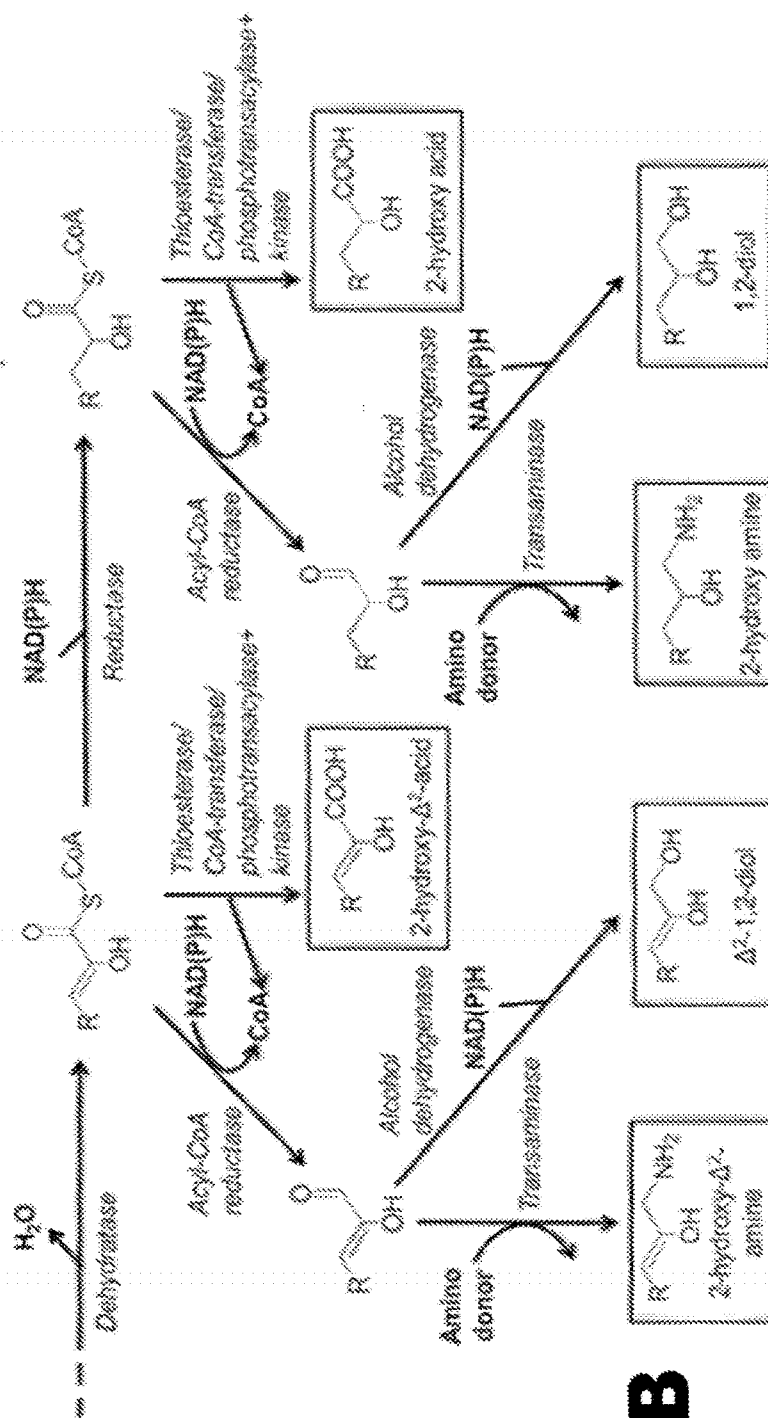 H₂O
Dehydratase
R
OH
O
S
CoA
NAD(P)H
Reductase
R
OH
O
S
CoA
Acyl-CoA
reductase
NAD(P)H
CoA
Thioesterase/
CoA-transferase/
phosphotransacylase+
kinase
Acyl-CoA
reductase
NAD(P)H
CoA
Thioesterase/
CoA-transferase/
phosphotransacylase+
kinase
R
OH
O
R
COOH
OH
2-hydroxy-Δ²-acid
R
OH
O
R
COOH
OH
2-hydroxy acid
Amino
donor
Transaminase
Alcohol
dehydrogenase
NAD(P)H
Amino
donor
Transaminase
Alcohol
dehydrogenase
NAD(P)H
B
R
NH₂
OH
2-hydroxy-Δ²-
amine
R
OH
OH
Δ²-1,2-diol
R
NH₂
OH
2-hydroxy amine
R
OH
OH
1,2-diol